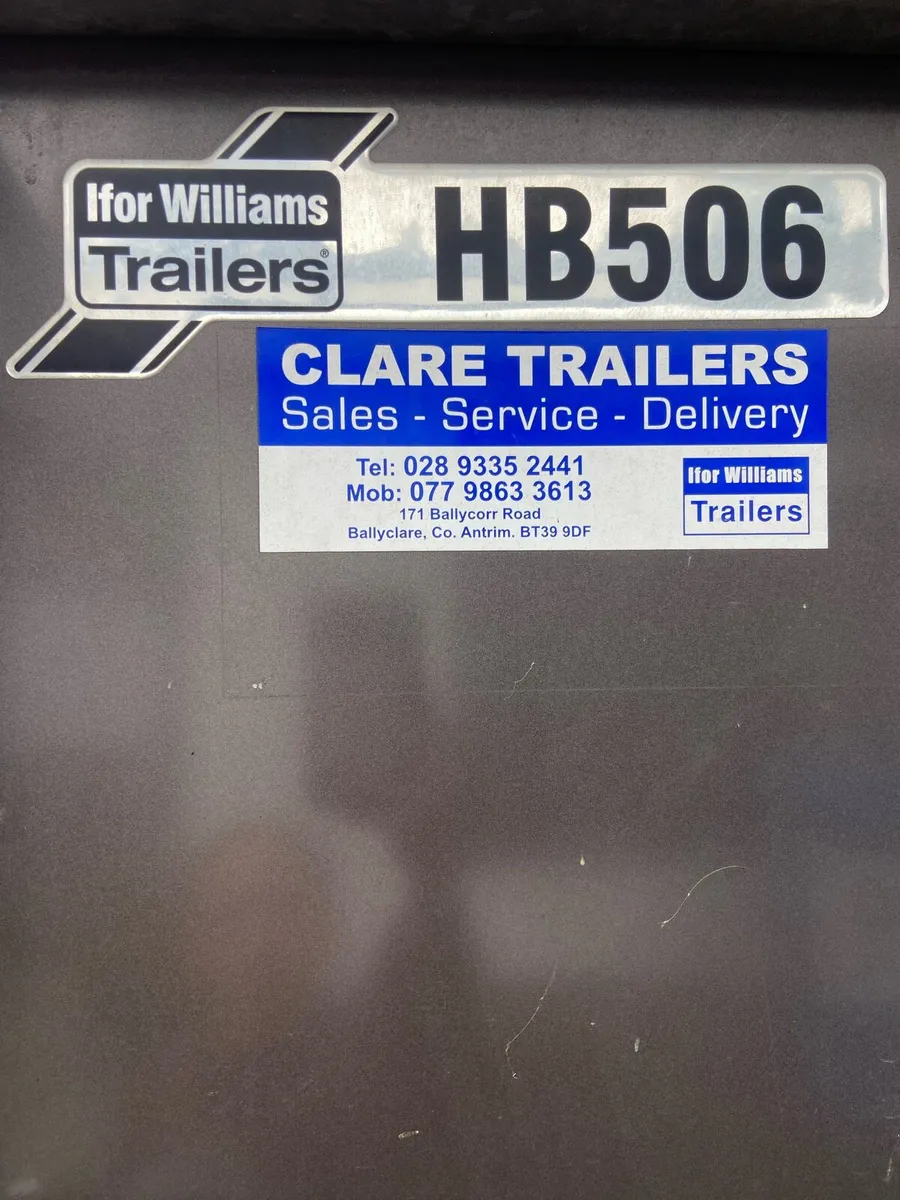 Ifor Williams
Trailers®
HB506
CLARE TRAILERS
Sales - Service - Delivery
Tel: 028 9335 2441
Mob: 077 9863 3613
171 Ballycorr Road
Ballyclare, Co. Antrim. BT39 9DF
Ifor Williams
Trailers